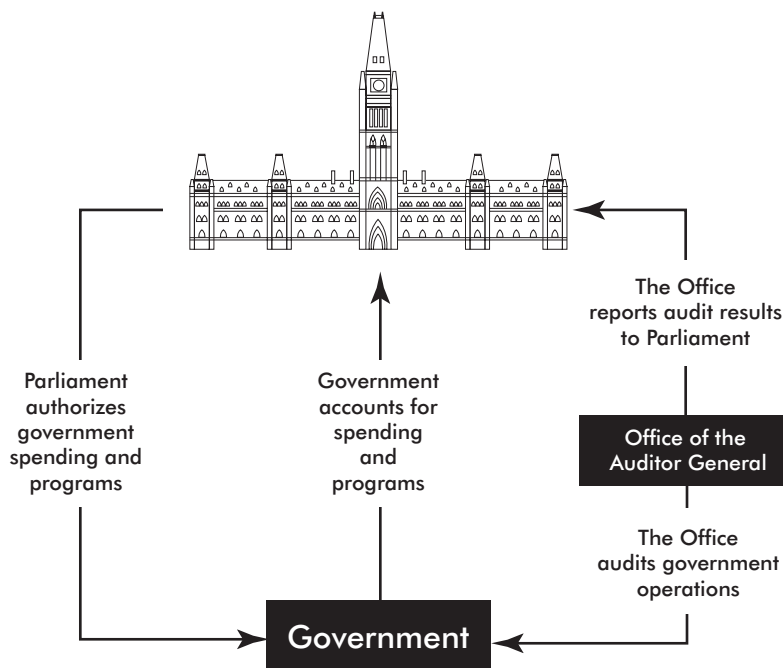 Parliament
authorizes
government
spending and
programs
Government
accounts for
spending
and
programs
The Office
reports audit results
to Parliament
Office of the
Auditor General
The Office
audits government
operations
Government